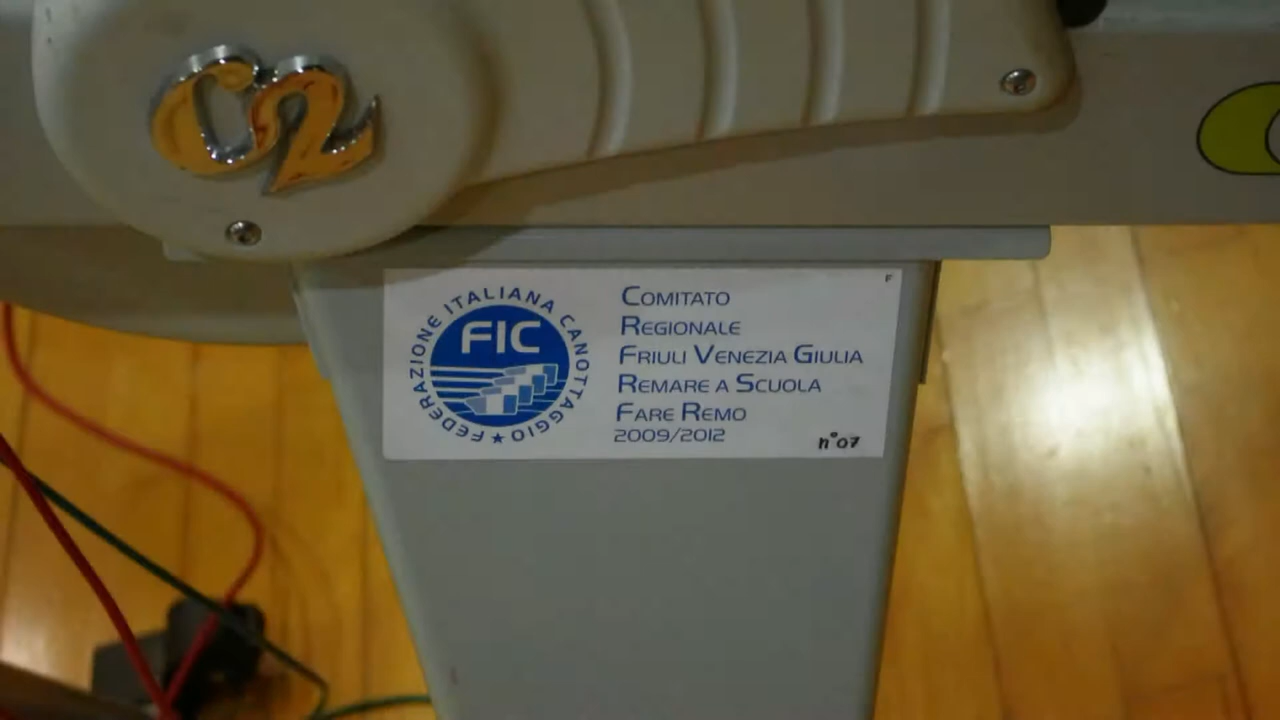 C2
FEDERAZIONE ITALIANA CANOTTAGGIO ★
FIC
COMITATO
REGIONALE
FRIULI VENEZIA GIULIA
REMARE A SCUOLA
FARE REMO
2009/2012
n°07
F